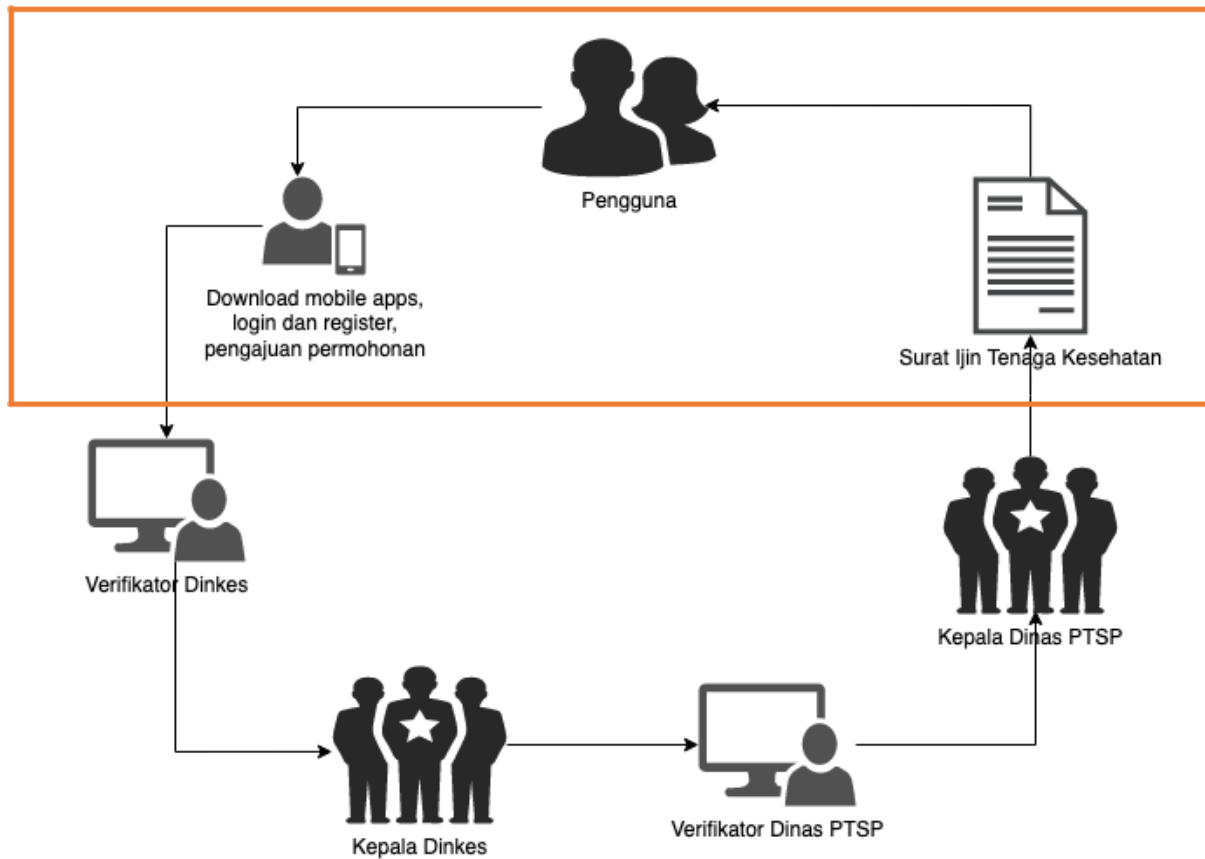 Pengguna
Download mobile apps,
login dan register,
pengajuan permohonan
Surat Ijin Tenaga Kesehatan
Verifikator Dinkes
Kepala Dinas PTSP
Verifikator Dinas PTSP
Kepala Dinkes